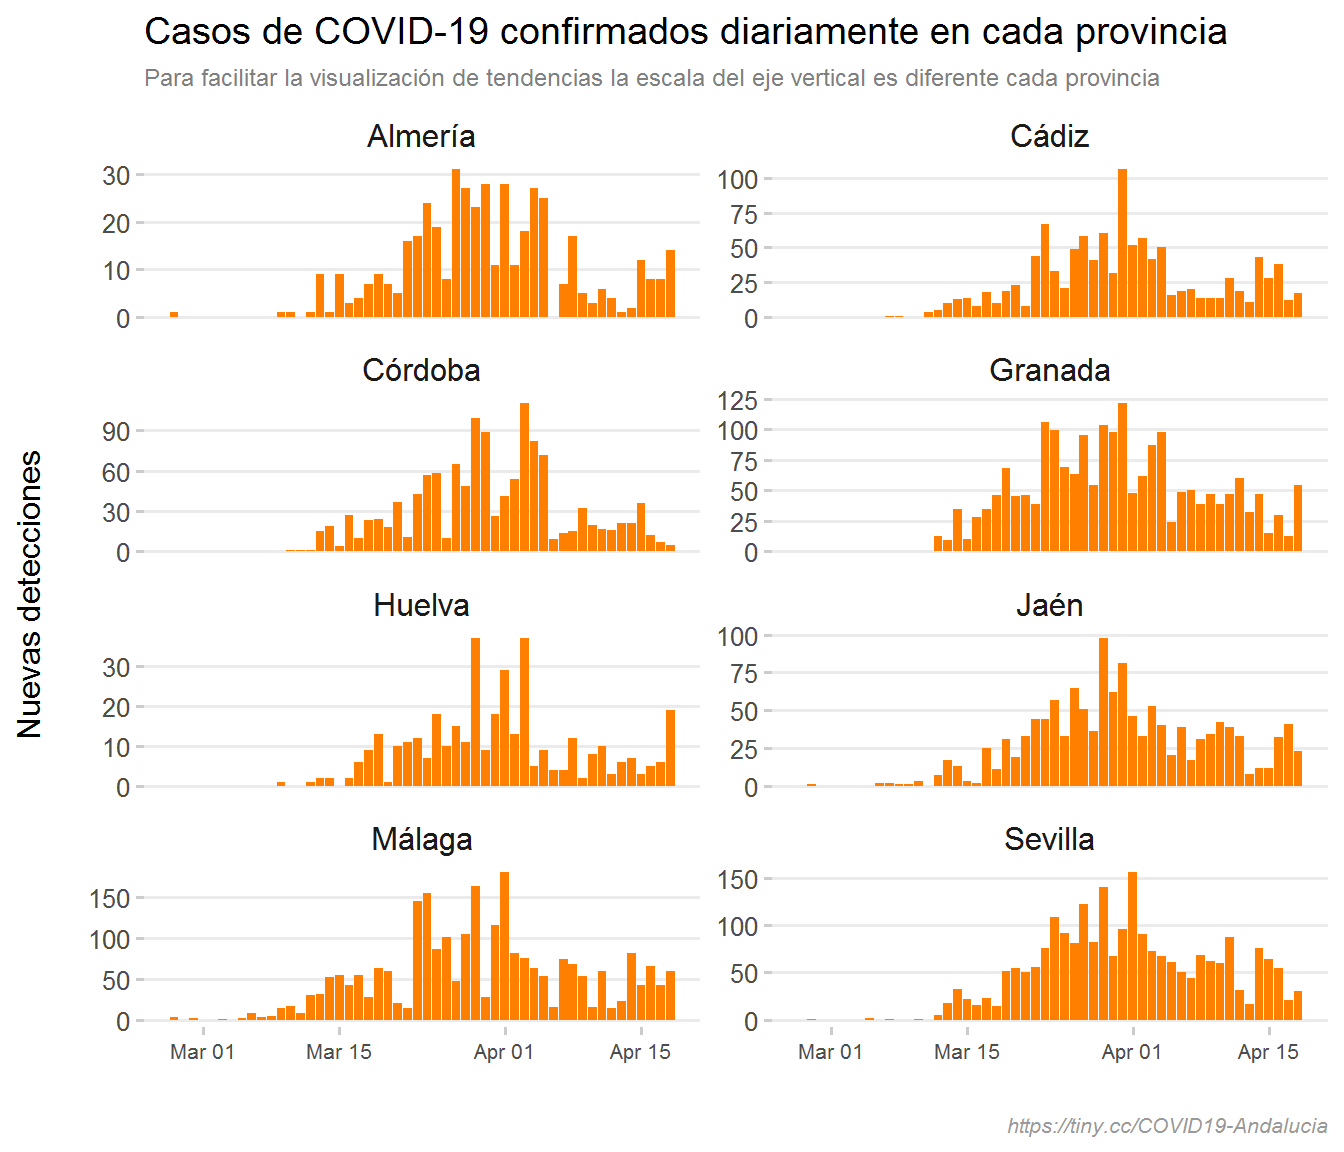 Casos de COVID-19 confirmados diariamente en cada provincia
Para facilitar la visualización de tendencias la escala del eje vertical es diferente cada provincia
Nuevas detecciones
Almería
30
20
10
0
Cádiz
100
75
50
25
0
Córdoba
90
60
30
0
Granada
125
100
75
50
25
0
Huelva
30
20
10
0
Jaén
100
75
50
25
0
Málaga
150
100
50
0
Mar 01 Mar 15 Apr 01 Apr 15
Sevilla
150
100
50
0
Mar 01 Mar 15 Apr 01 Apr 15
https://tiny.cc/COVID19-Andalucia